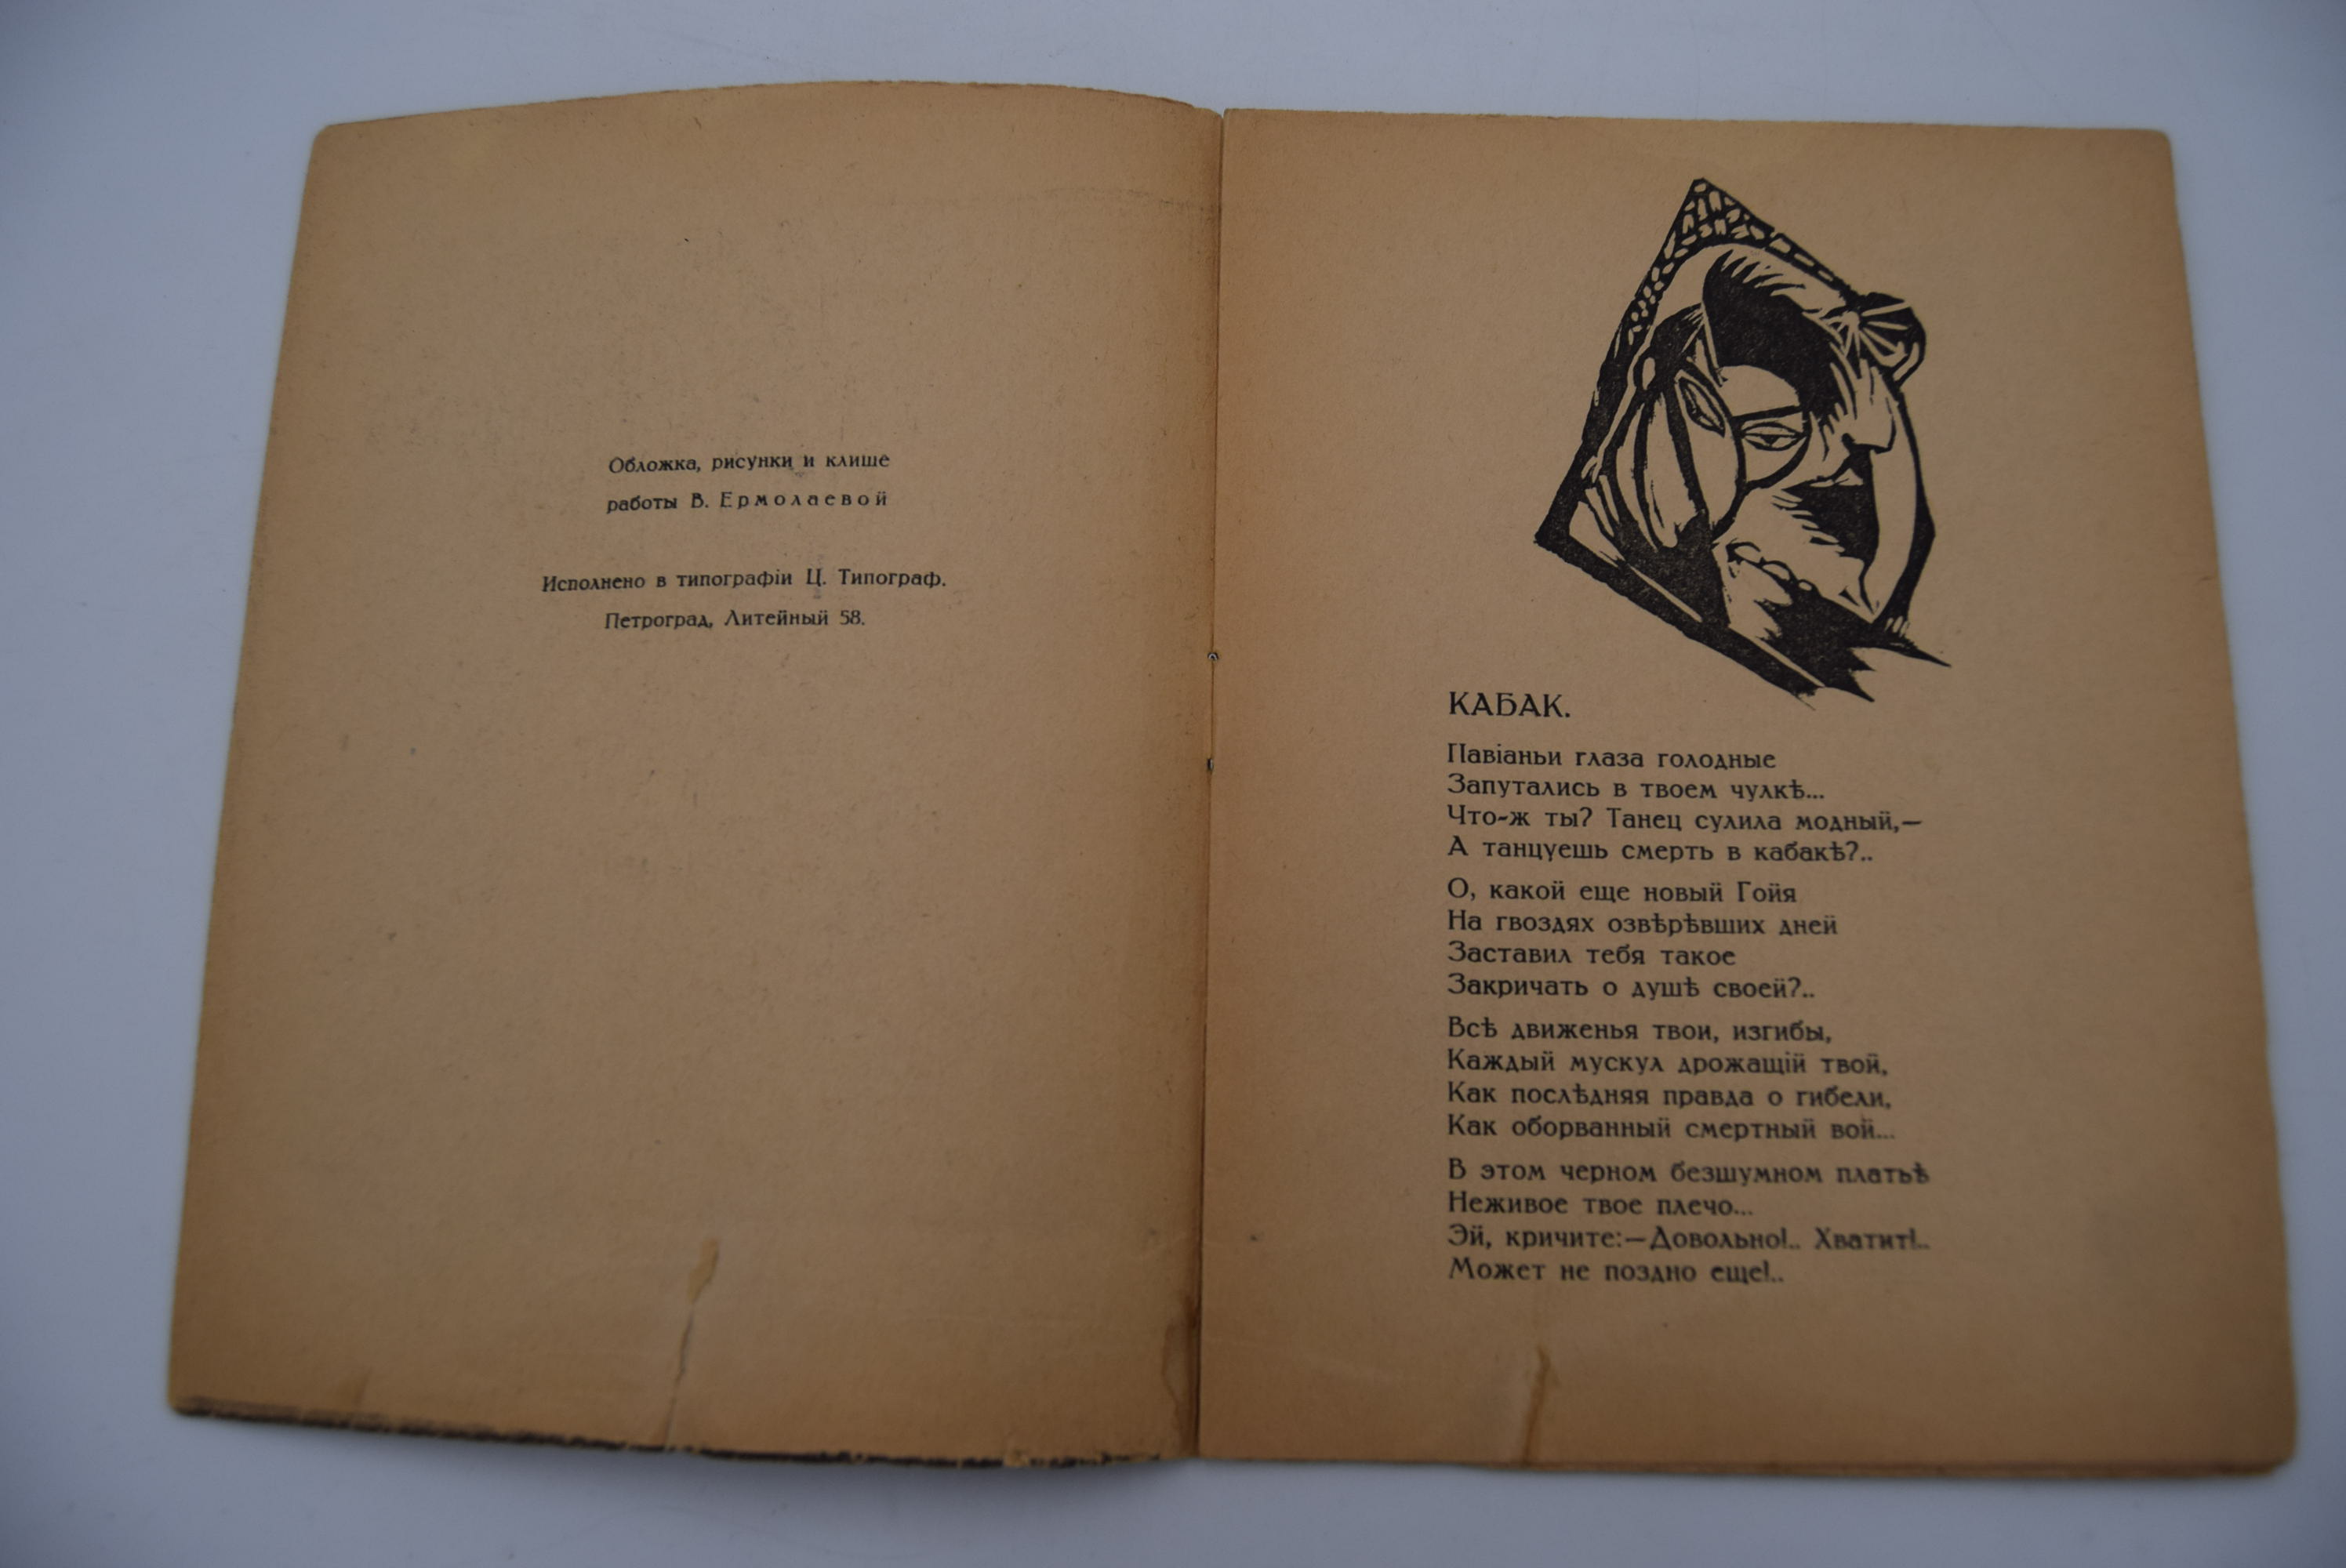 Обложка, рисунки и клише
работы В. Ермолаевой
Исполнено в типографіи Ц. Типограф.
Петроград, Литейный 58.
КАБАК.
Павіаньи глаза голодные
Запутались в твоем чулкѣ...
Что-ж ты? Танец сулила модный,—
А танцуешь смерть в кабакѣ?..
О, какой еще новый Гойя
На гвоздях озвѣрѣвших дней
Заставил тебя такое
Закричать о душѣ своей?..
Всѣ движенья твои, изгибы,
Каждый мускул дрожащій твой,
Как послѣдняя правда о гибели,
Как оборванный смертный вой...
В этом черном безшумном платьѣ
Неживое твое плечо...
Эй, кричите:—Довольно!.. Хватит!..
Может не поздно еще!..